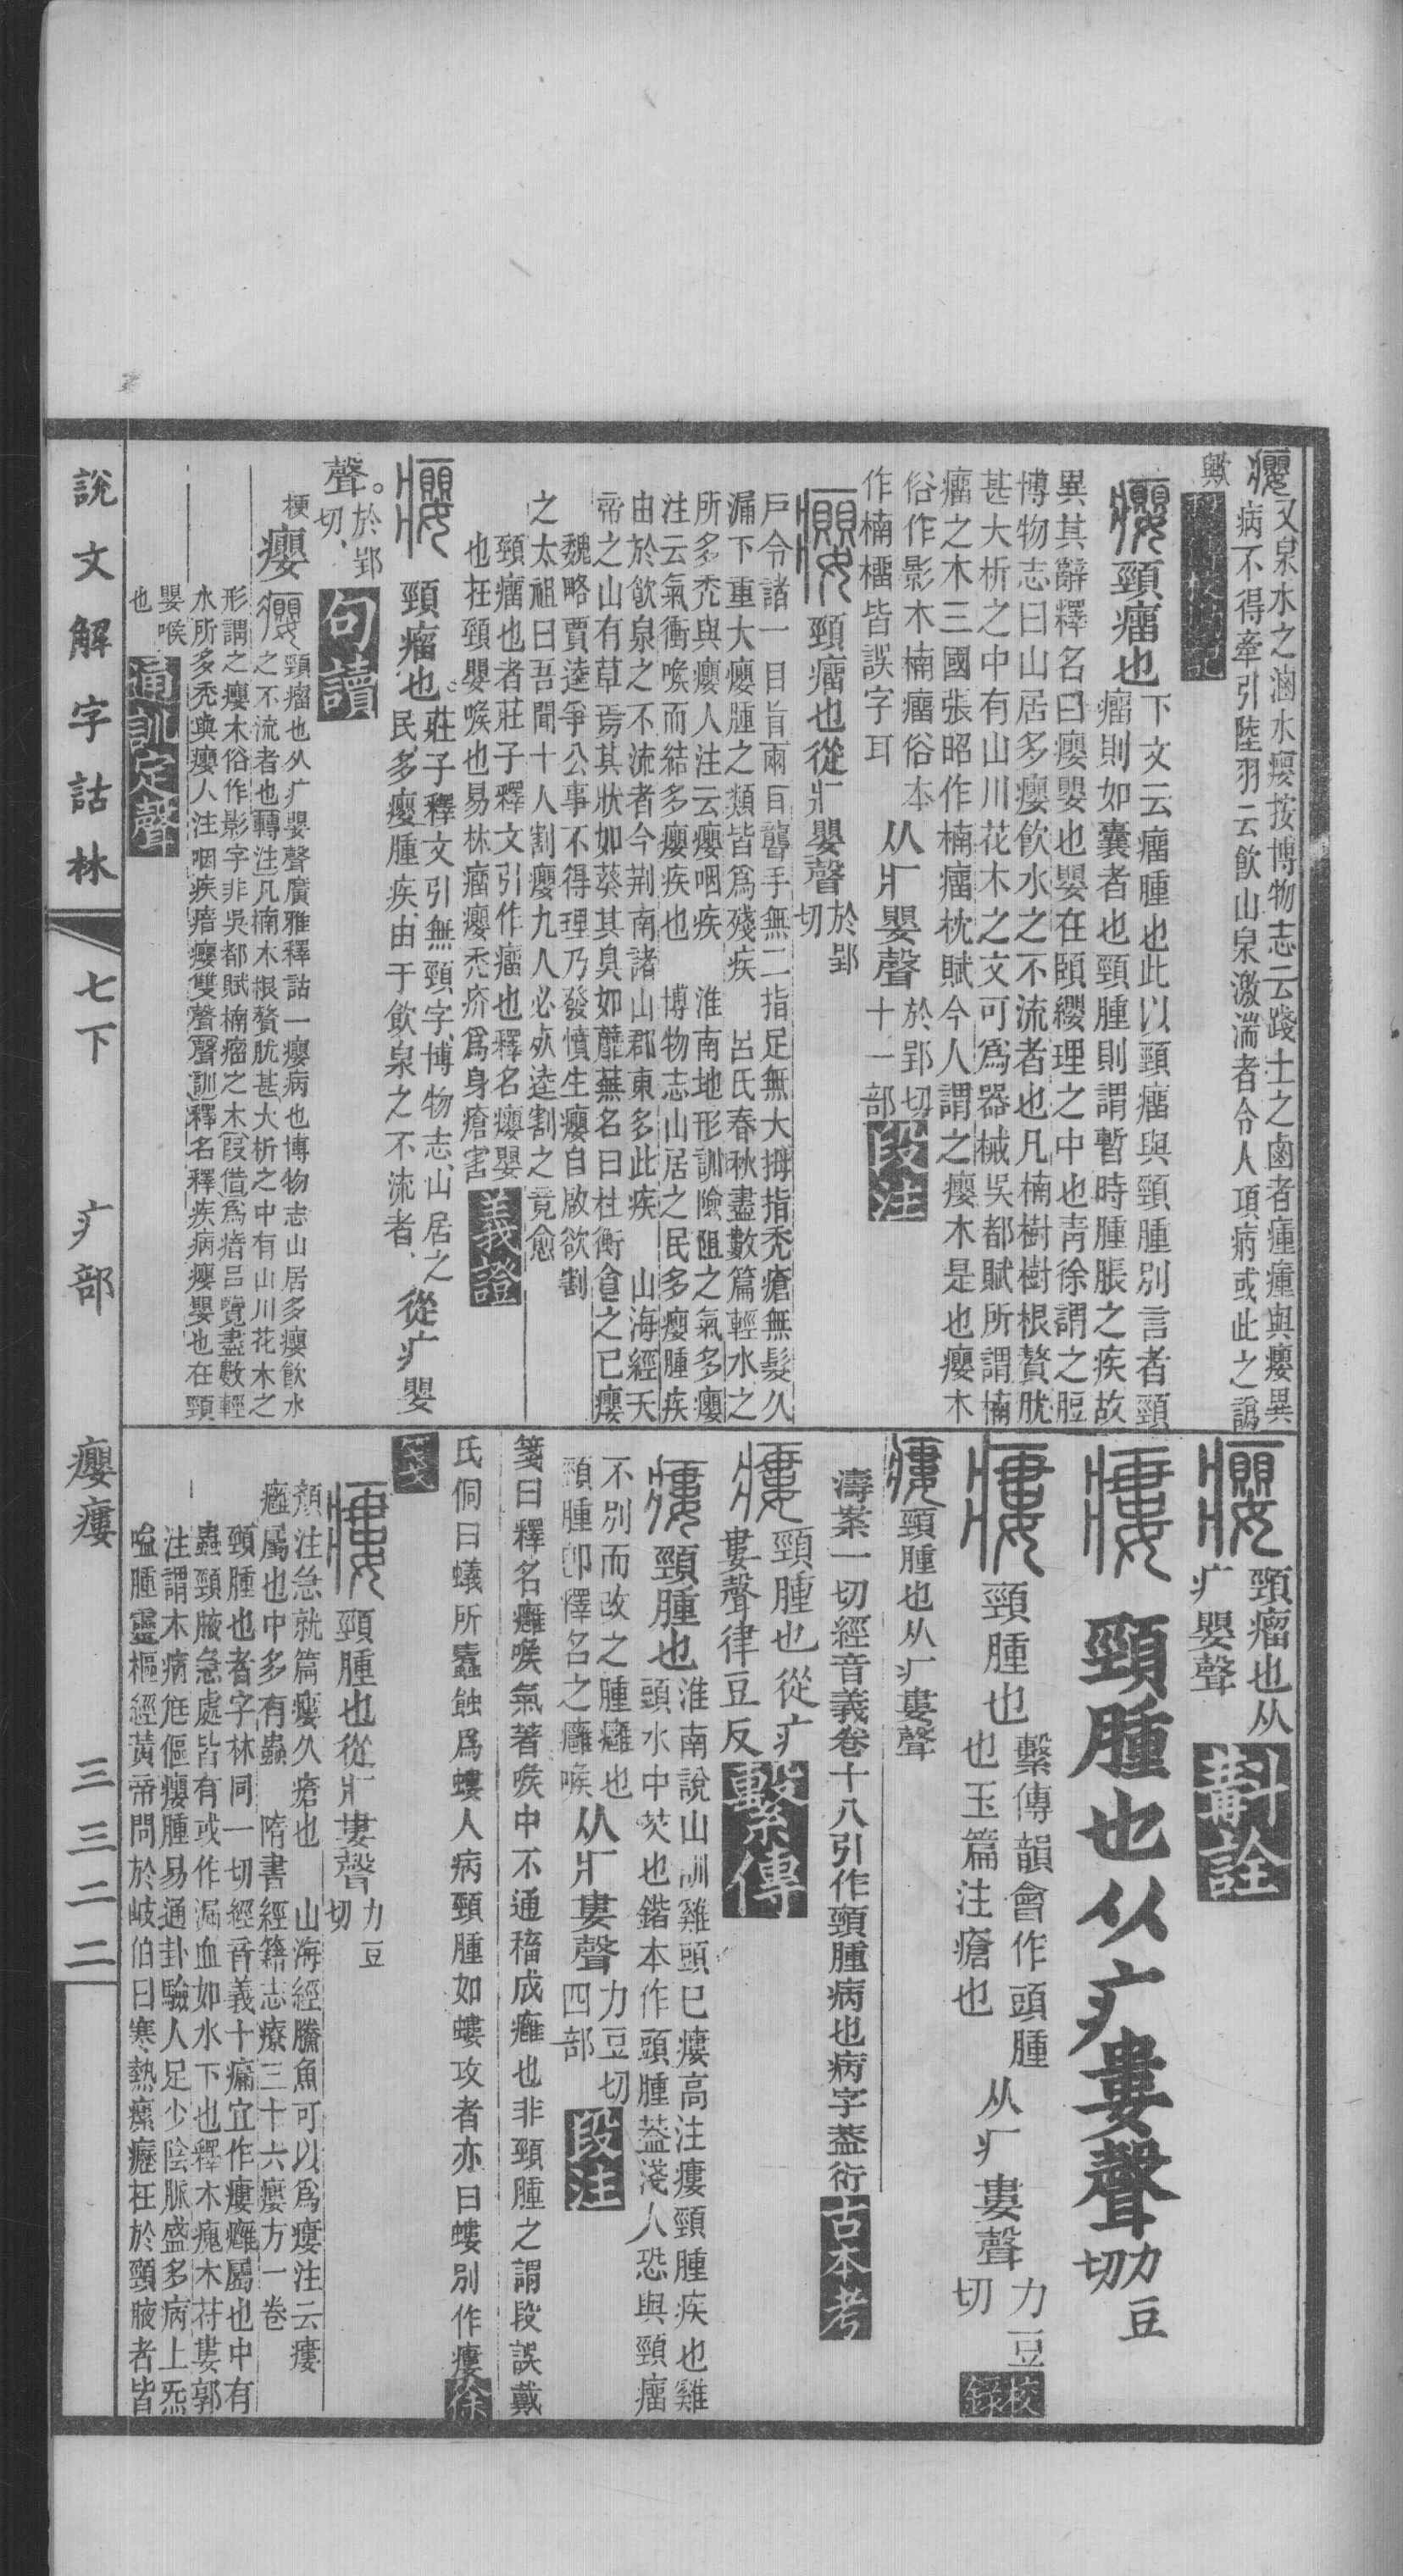 癭又泉水之涵水癭按博物志云踐土之鹵者瘇瘇與癭異
病不得牽引陸羽云飲山泉激湍者令人項病或此之譌
歟
癭頸瘤也下文云瘤腫也此以頸瘤與頸腫別言者頸
瘤則如囊者也頸腫則謂暫時腫脹之疾故
異其辭釋名曰癭嬰也嬰在頤纓理之中也靑徐謂之脰
博物志曰山居多癭飮水之不流者也凡楠樹樹根贅肬
甚大析之中有山川花木之文可爲器械吳都賦所謂楠
瘤之木三國張昭作楠瘤枕賦今人謂之癭木是也癭木
俗作影木楠瘤俗本从疒嬰聲於郢切十一部段注
作楠橊皆誤字耳
癭頸瘤也從疒嬰聲於郢切
戶令諸一目盲兩耳聾手無二指足無大拇指禿瘡無髮久
漏下重大癭腫之類皆爲殘疾　呂氏春秋盡數篇輕水之
所多禿與癭人注云癭咽疾　淮南地形訓險阻之氣多癭
注云氣衝喉而結多癭疾也　博物志山居之民多癭腫疾
由於飮泉之不流者今荆南諸山郡東多此疾　山海經天
帝之山有草焉其狀如葵其臭如蘼蕪名曰杜衡食之已癭
魏略賈逵爭公事不得理乃發憤生癭自啟欲割
之太祖曰吾聞十人割癭九人必死逵割之竟愈
頸瘤也者莊子釋文引作瘤也釋名癭嬰
也在頸嬰喉也易林瘤癭禿疥爲身瘡害義證
癭頸瘤也莊子釋文引無頸字博物志山居之
民多癭腫疾由于飮泉之不流者從疒嬰
聲。於郢切句讀
梗癭癭頸瘤也从疒嬰聲廣雅釋詁一癭病也博物志山居多癭飮水
之不流者也轉注凡楠木根贅肬甚大析之中有山川花木之
形謂之癭木俗作影字非吳都賦楠瘤之木叚借爲瘖呂覽盡數輕
水所多禿與癭人注咽疾瘖癭雙聲聲訓釋名釋疾病癭嬰也在頸
嬰喉也通訓定聲
癭頸瘤也从疒嬰聲斠詮
瘻頸腫也从疒婁聲力豆切
瘻頸腫也繫傳韻會作頭腫也玉篇注瘡也从疒婁聲力豆切校錄
瘻頸腫也从疒婁聲
濤案一切經音義卷十八引作頸腫病也病字葢衍古本考
瘻頸腫也從疒婁聲律豆反繫傳
瘻頸腫也淮南說山訓雞頭已瘻高注瘻頸腫疾也雞
頭水中芡也鍇本作頭腫葢淺人恐與頸瘤
不別而改之腫癰也从疒婁聲力豆切四部段注
頸腫卽釋名之癰喉
箋曰釋名癰喉氣著喉中不通穡成癰也非頸腫之謂段誤戴
氏侗曰蟻所蠹蝕爲螻人病頸腫如螻攻者亦曰螻別作瘻徐
箋
瘻頸腫也從疒婁聲力豆切
顏注急就篇瘻久瘡也　山海經騰魚可以爲瘻注云瘻
癰屬也中多有蟲　隋書經籍志療三十六瘻方一卷
頸腫也者字林同一切經音義十瘺宜作瘻癰屬也中有
蟲頸腋急處皆有或作漏血如水下也釋木瘣木苻婁郭
注謂木病尫傴癭腫易通卦驗人足少陰脈盛多病上炁
嗌腫靈樞經黃帝問於岐伯曰寒熱瘰癧在於頸腋者皆
說文解字詁林
七下
疒部
癭瘻
三三二二